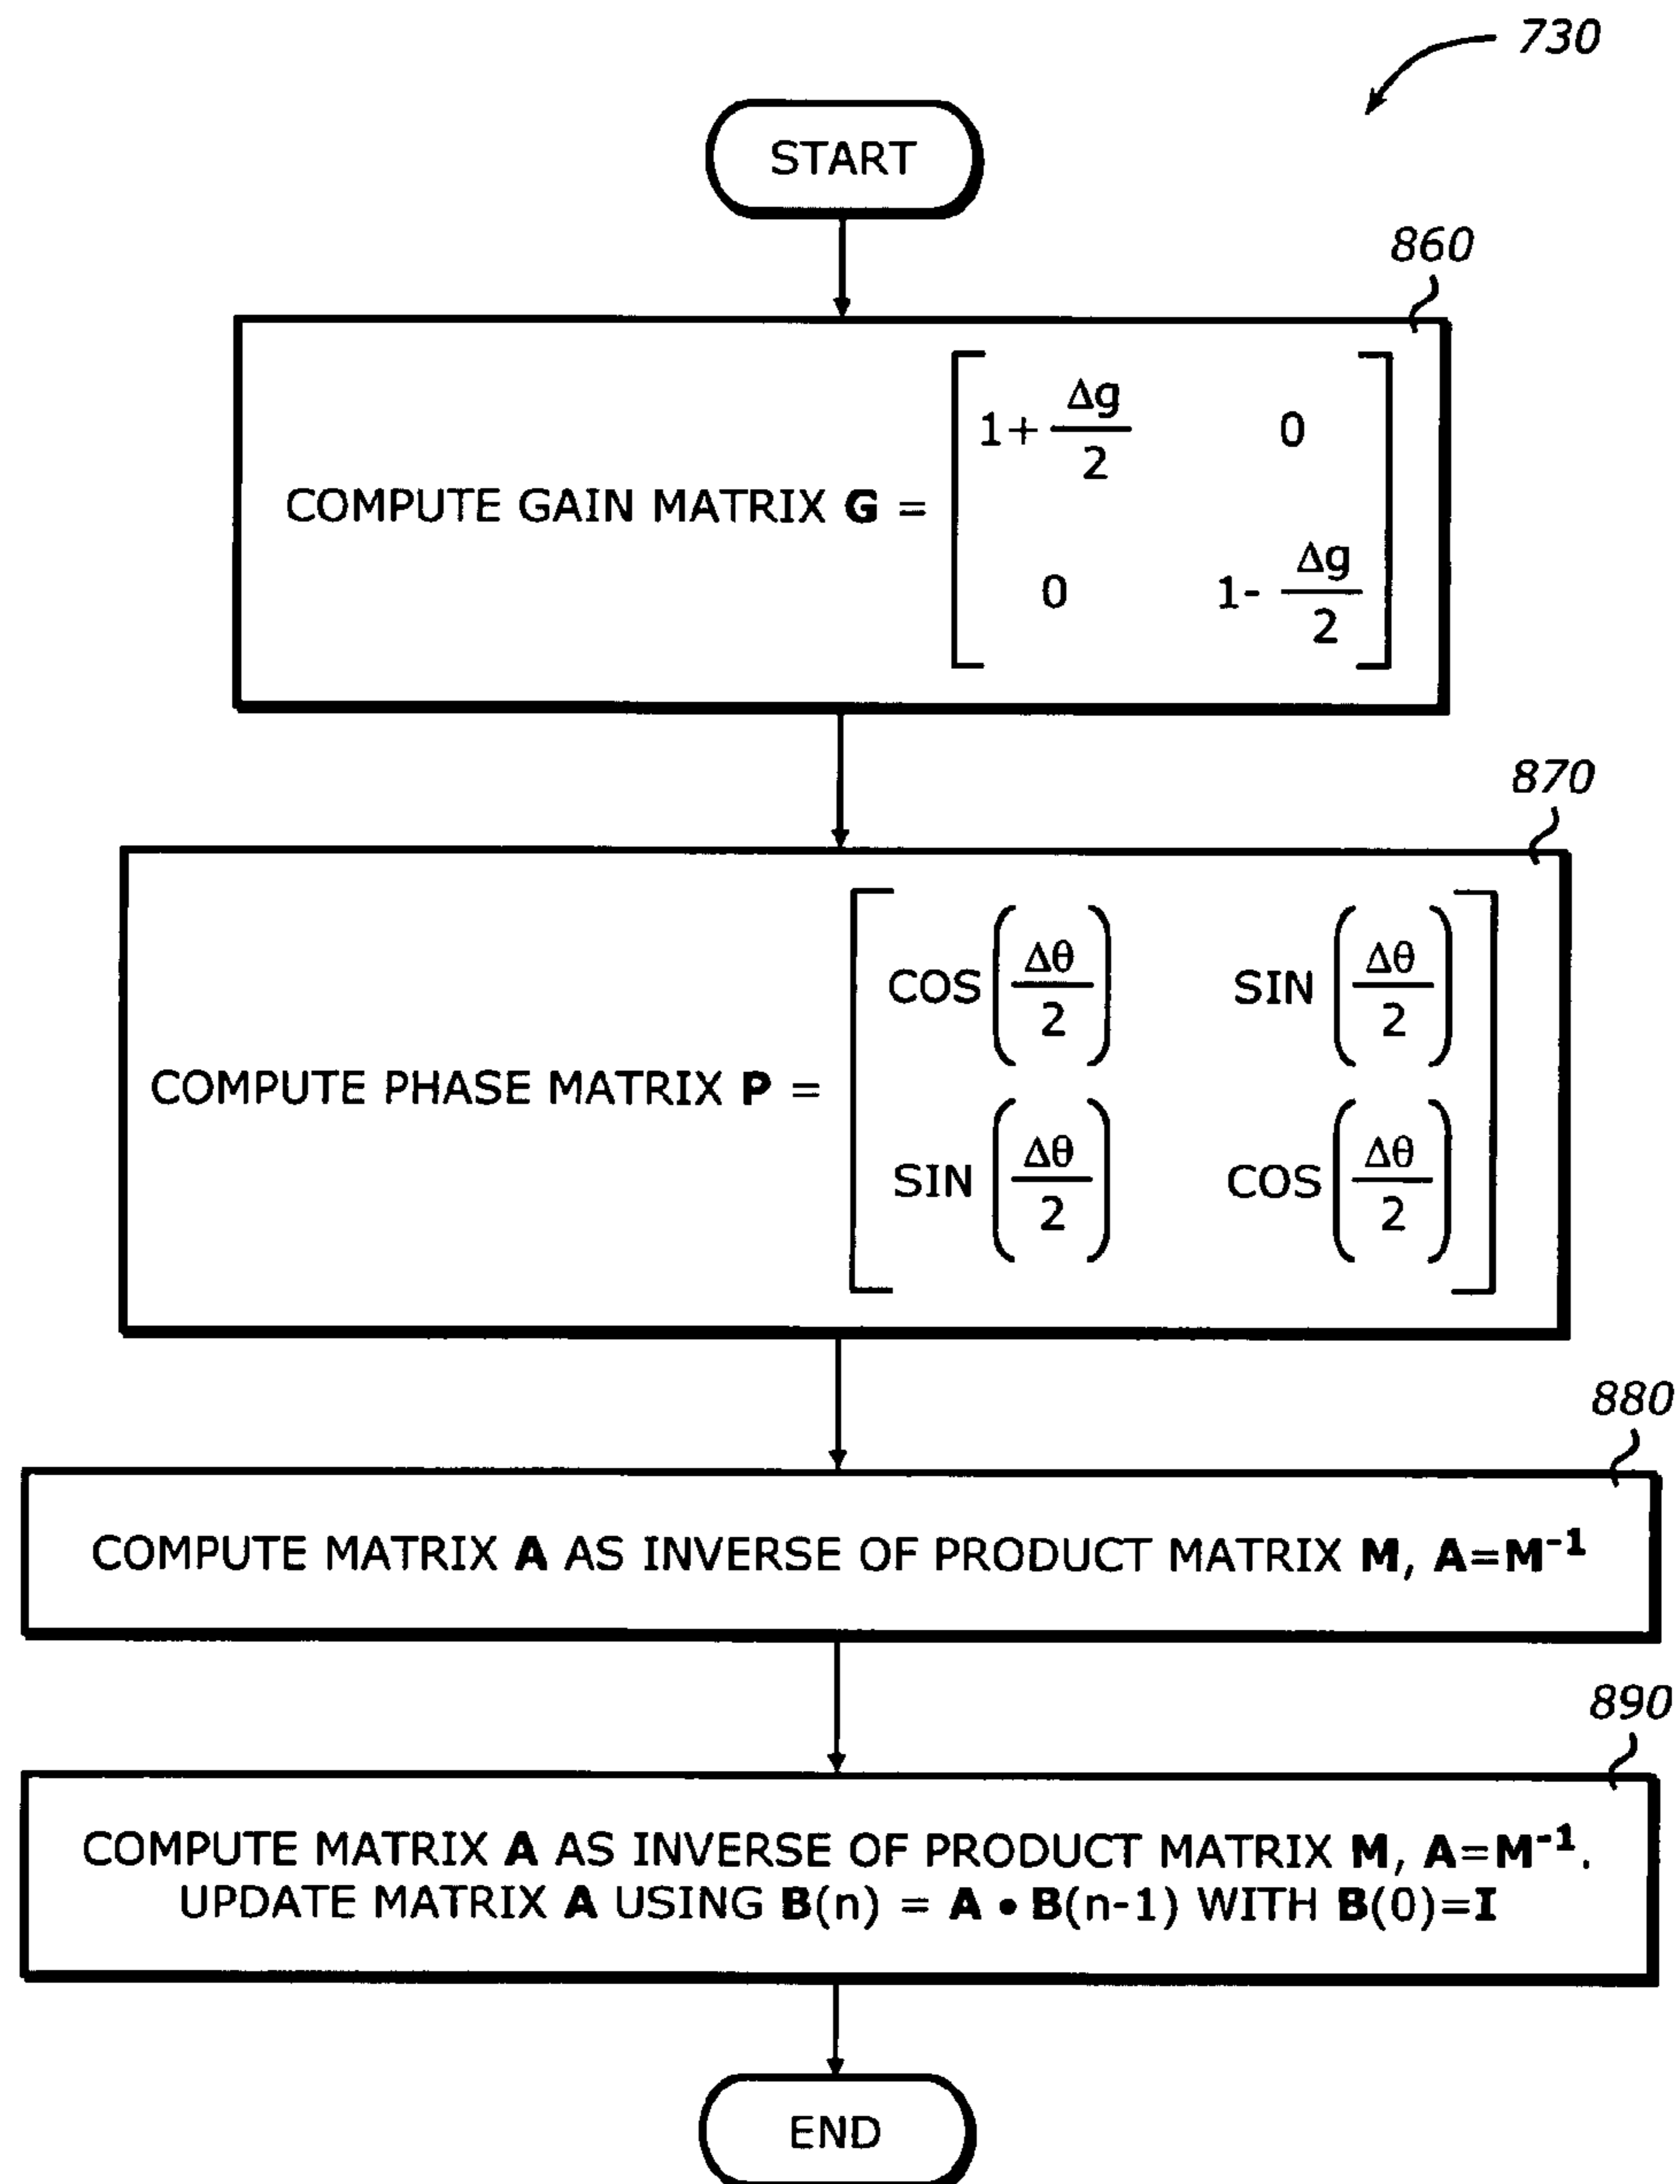 730
START
860
COMPUTE GAIN MATRIX G = [ 1+ Δg/2 0
0 1- Δg/2 ]
870
COMPUTE PHASE MATRIX P = [ COS (Δθ/2) SIN (Δθ/2)
SIN (Δθ/2) COS (Δθ/2) ]
880
COMPUTE MATRIX A AS INVERSE OF PRODUCT MATRIX M, A=M⁻¹
890
COMPUTE MATRIX A AS INVERSE OF PRODUCT MATRIX M, A=M⁻¹.
UPDATE MATRIX A USING B(n) = A • B(n-1) WITH B(0)=I
END